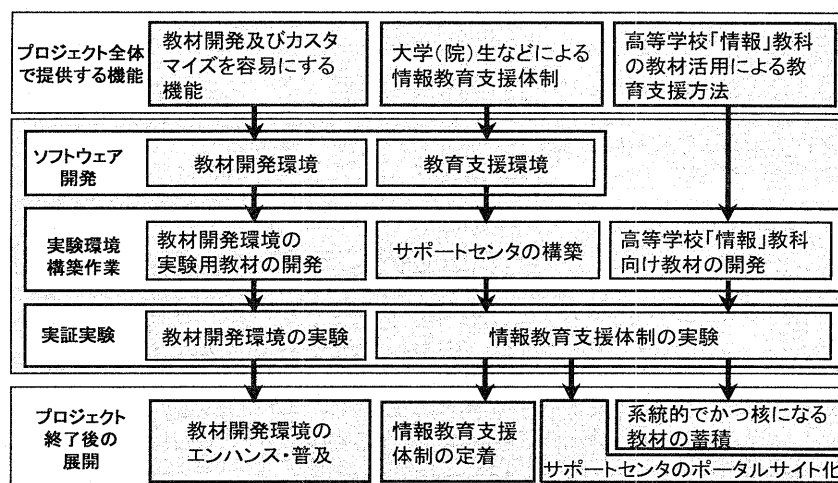 プロジェクト全体
で提供する機能
教材開発及びカスタ
マイズを容易にする
機能
大学(院)生などによる
情報教育支援体制
高等学校「情報」教科
の教材活用による教
育支援方法
ソフトウェア
開発
教材開発環境
教育支援環境
実験環境
構築作業
教材開発環境の
実験用教材の開発
サポートセンタの構築
高等学校「情報」教科
向け教材の開発
実証実験
教材開発環境の実験
情報教育支援体制の実験
プロジェクト
終了後の
展開
教材開発環境の
エンハンス・普及
情報教育支援
体制の定着
系統的でかつ核になる
教材の蓄積
サポートセンタのポータルサイト化